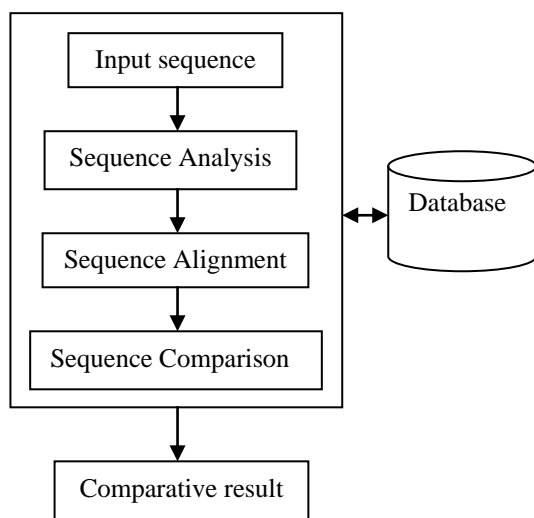 Input sequence
Sequence Analysis
Database
Sequence Alignment
Sequence Comparison
Comparative result